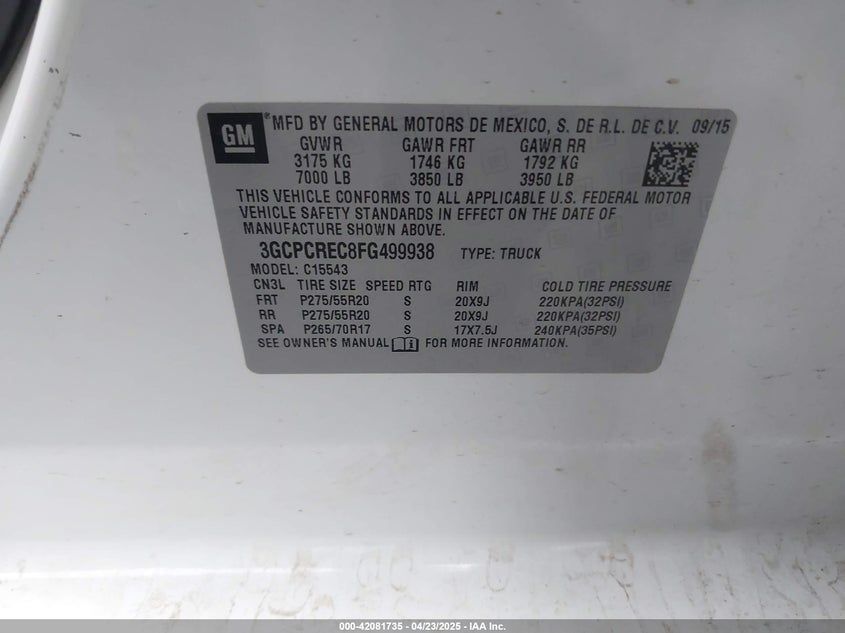 GM ® MFD BY GENERAL MOTORS DE MEXICO, S. DE R.L. DE C.V. 09/15
GVWR GAWR FRT GAWR RR
3175 KG 1746 KG 1792 KG
7000 LB 3850 LB 3950 LB
THIS VEHICLE CONFORMS TO ALL APPLICABLE U.S. FEDERAL MOTOR
VEHICLE SAFETY STANDARDS IN EFFECT ON THE DATE OF
MANUFACTURE SHOWN ABOVE.
3GCPCREC8FG499938 TYPE: TRUCK
MODEL: C15543
CN3L TIRE SIZE SPEED RTG RIM COLD TIRE PRESSURE
FRT P275/55R20 S 20X9J 220KPA(32PSI)
RR P275/55R20 S 20X9J 220KPA(32PSI)
SPA P265/70R17 S 17X7.5J 240KPA(35PSI)
SEE OWNER'S MANUAL FOR MORE INFORMATION.
000-42081735 - 04/23/2025 - IAA Inc.